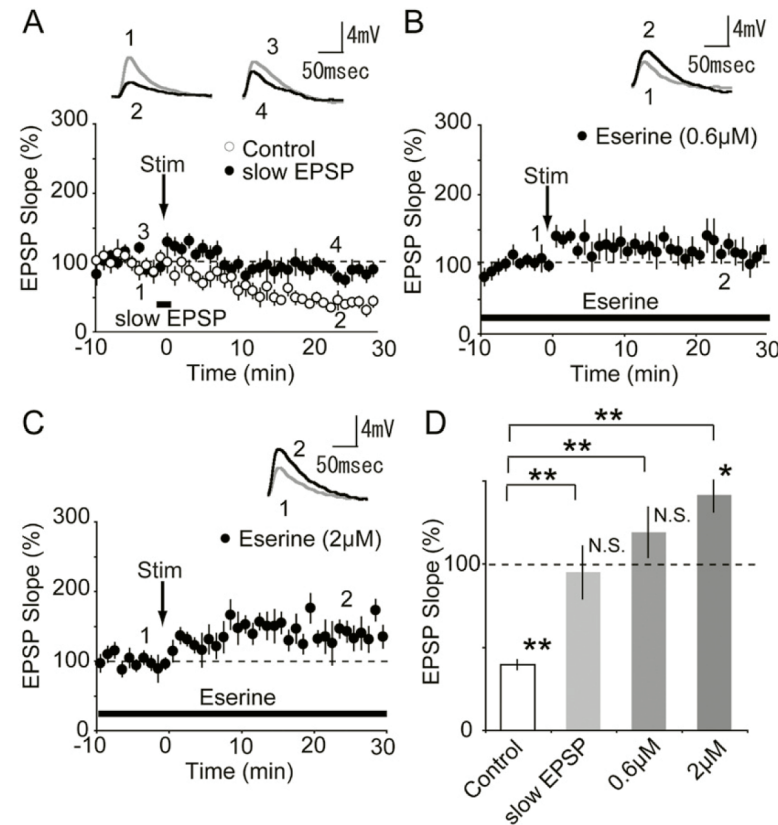 A
1
2
3
4
4mV
50msec
300
200
100
0
EPSP Slope (%)
Control
slow EPSP
Stim
3
4
1
2
slow EPSP
-10 0 10 20 30
Time (min)
B
2
1
4mV
50msec
300
200
100
0
EPSP Slope (%)
Eserine (0.6µM)
Stim
1
2
Eserine
-10 0 10 20 30
Time (min)
C
2
1
4mV
50msec
300
200
100
0
EPSP Slope (%)
Eserine (2µM)
Stim
1
2
Eserine
-10 0 10 20 30
Time (min)
D
**
**
**
*
N.S.
N.S.
**
100
0
EPSP Slope (%)
Control
slow EPSP
0.6µM
2µM